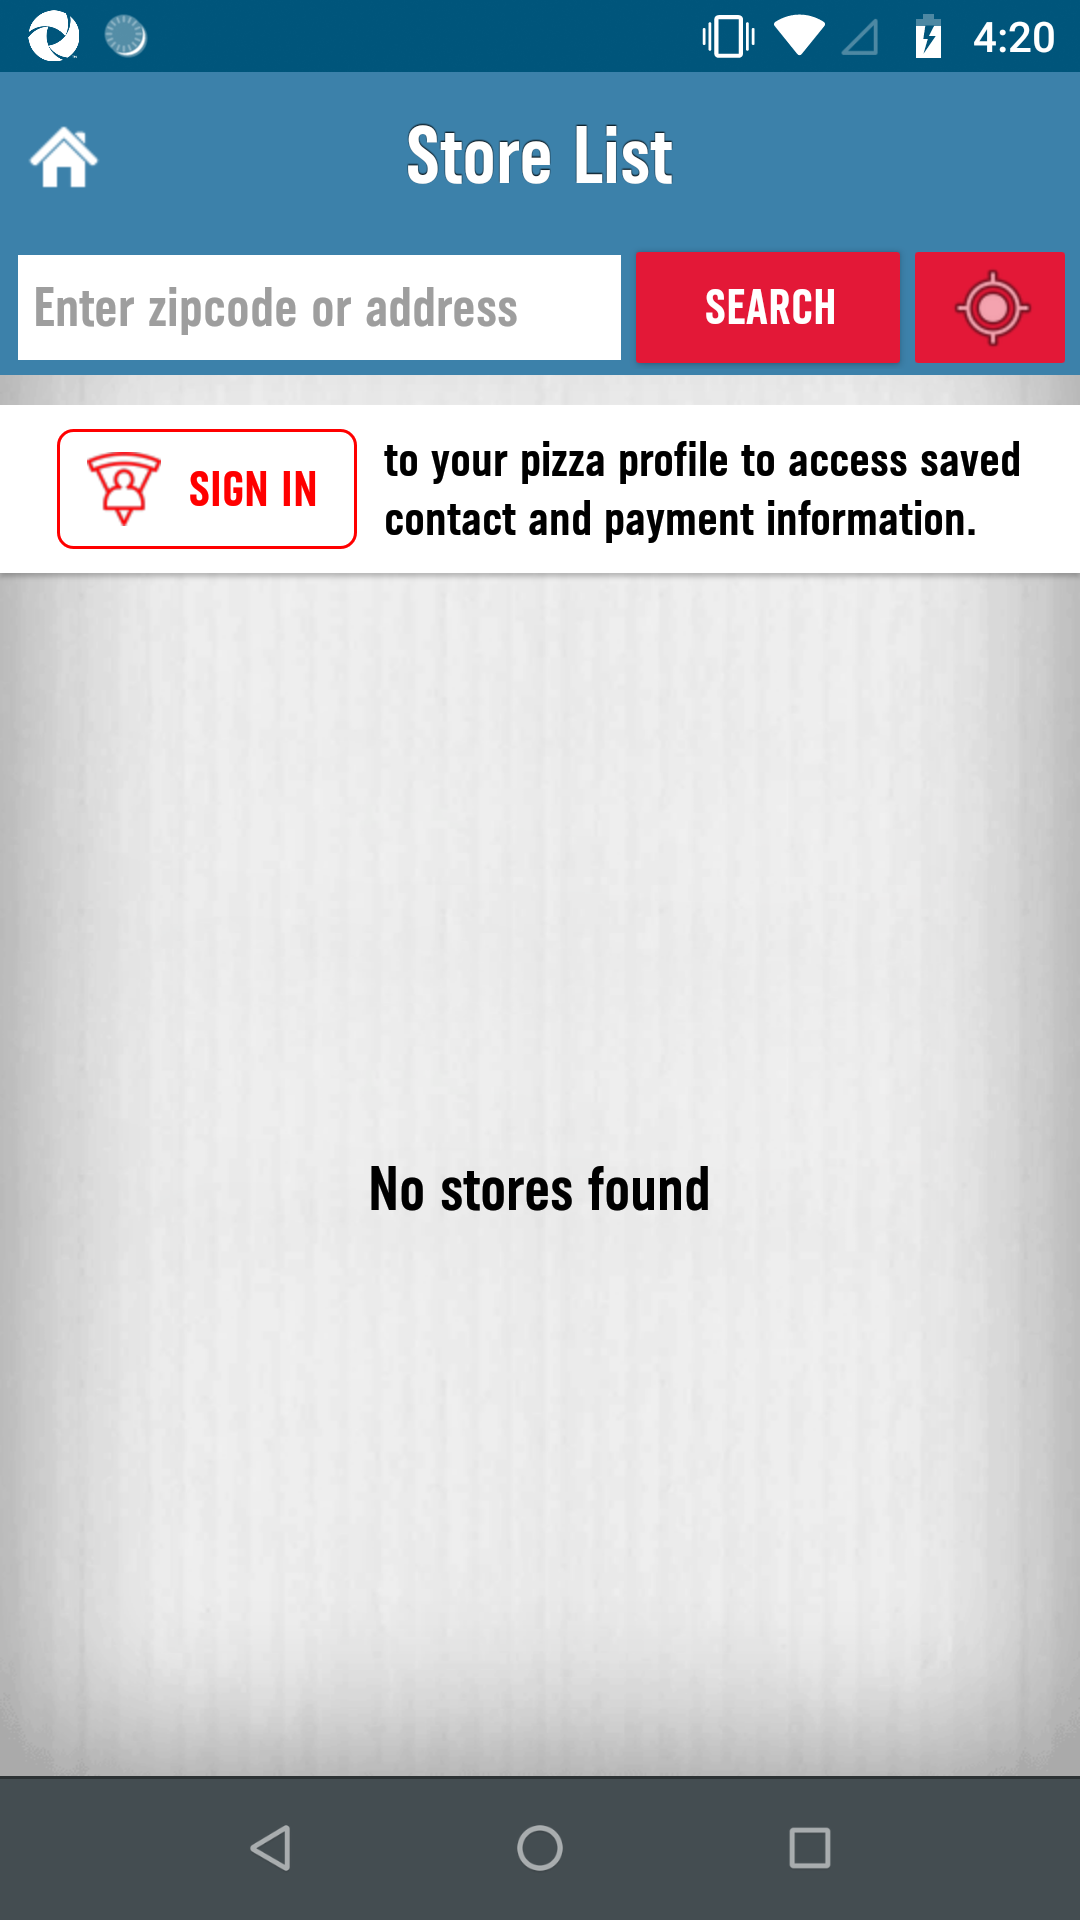 4:20
Store List
Enter zipcode or address
SEARCH
SIGN IN
to your pizza profile to access saved
contact and payment information.
No stores found